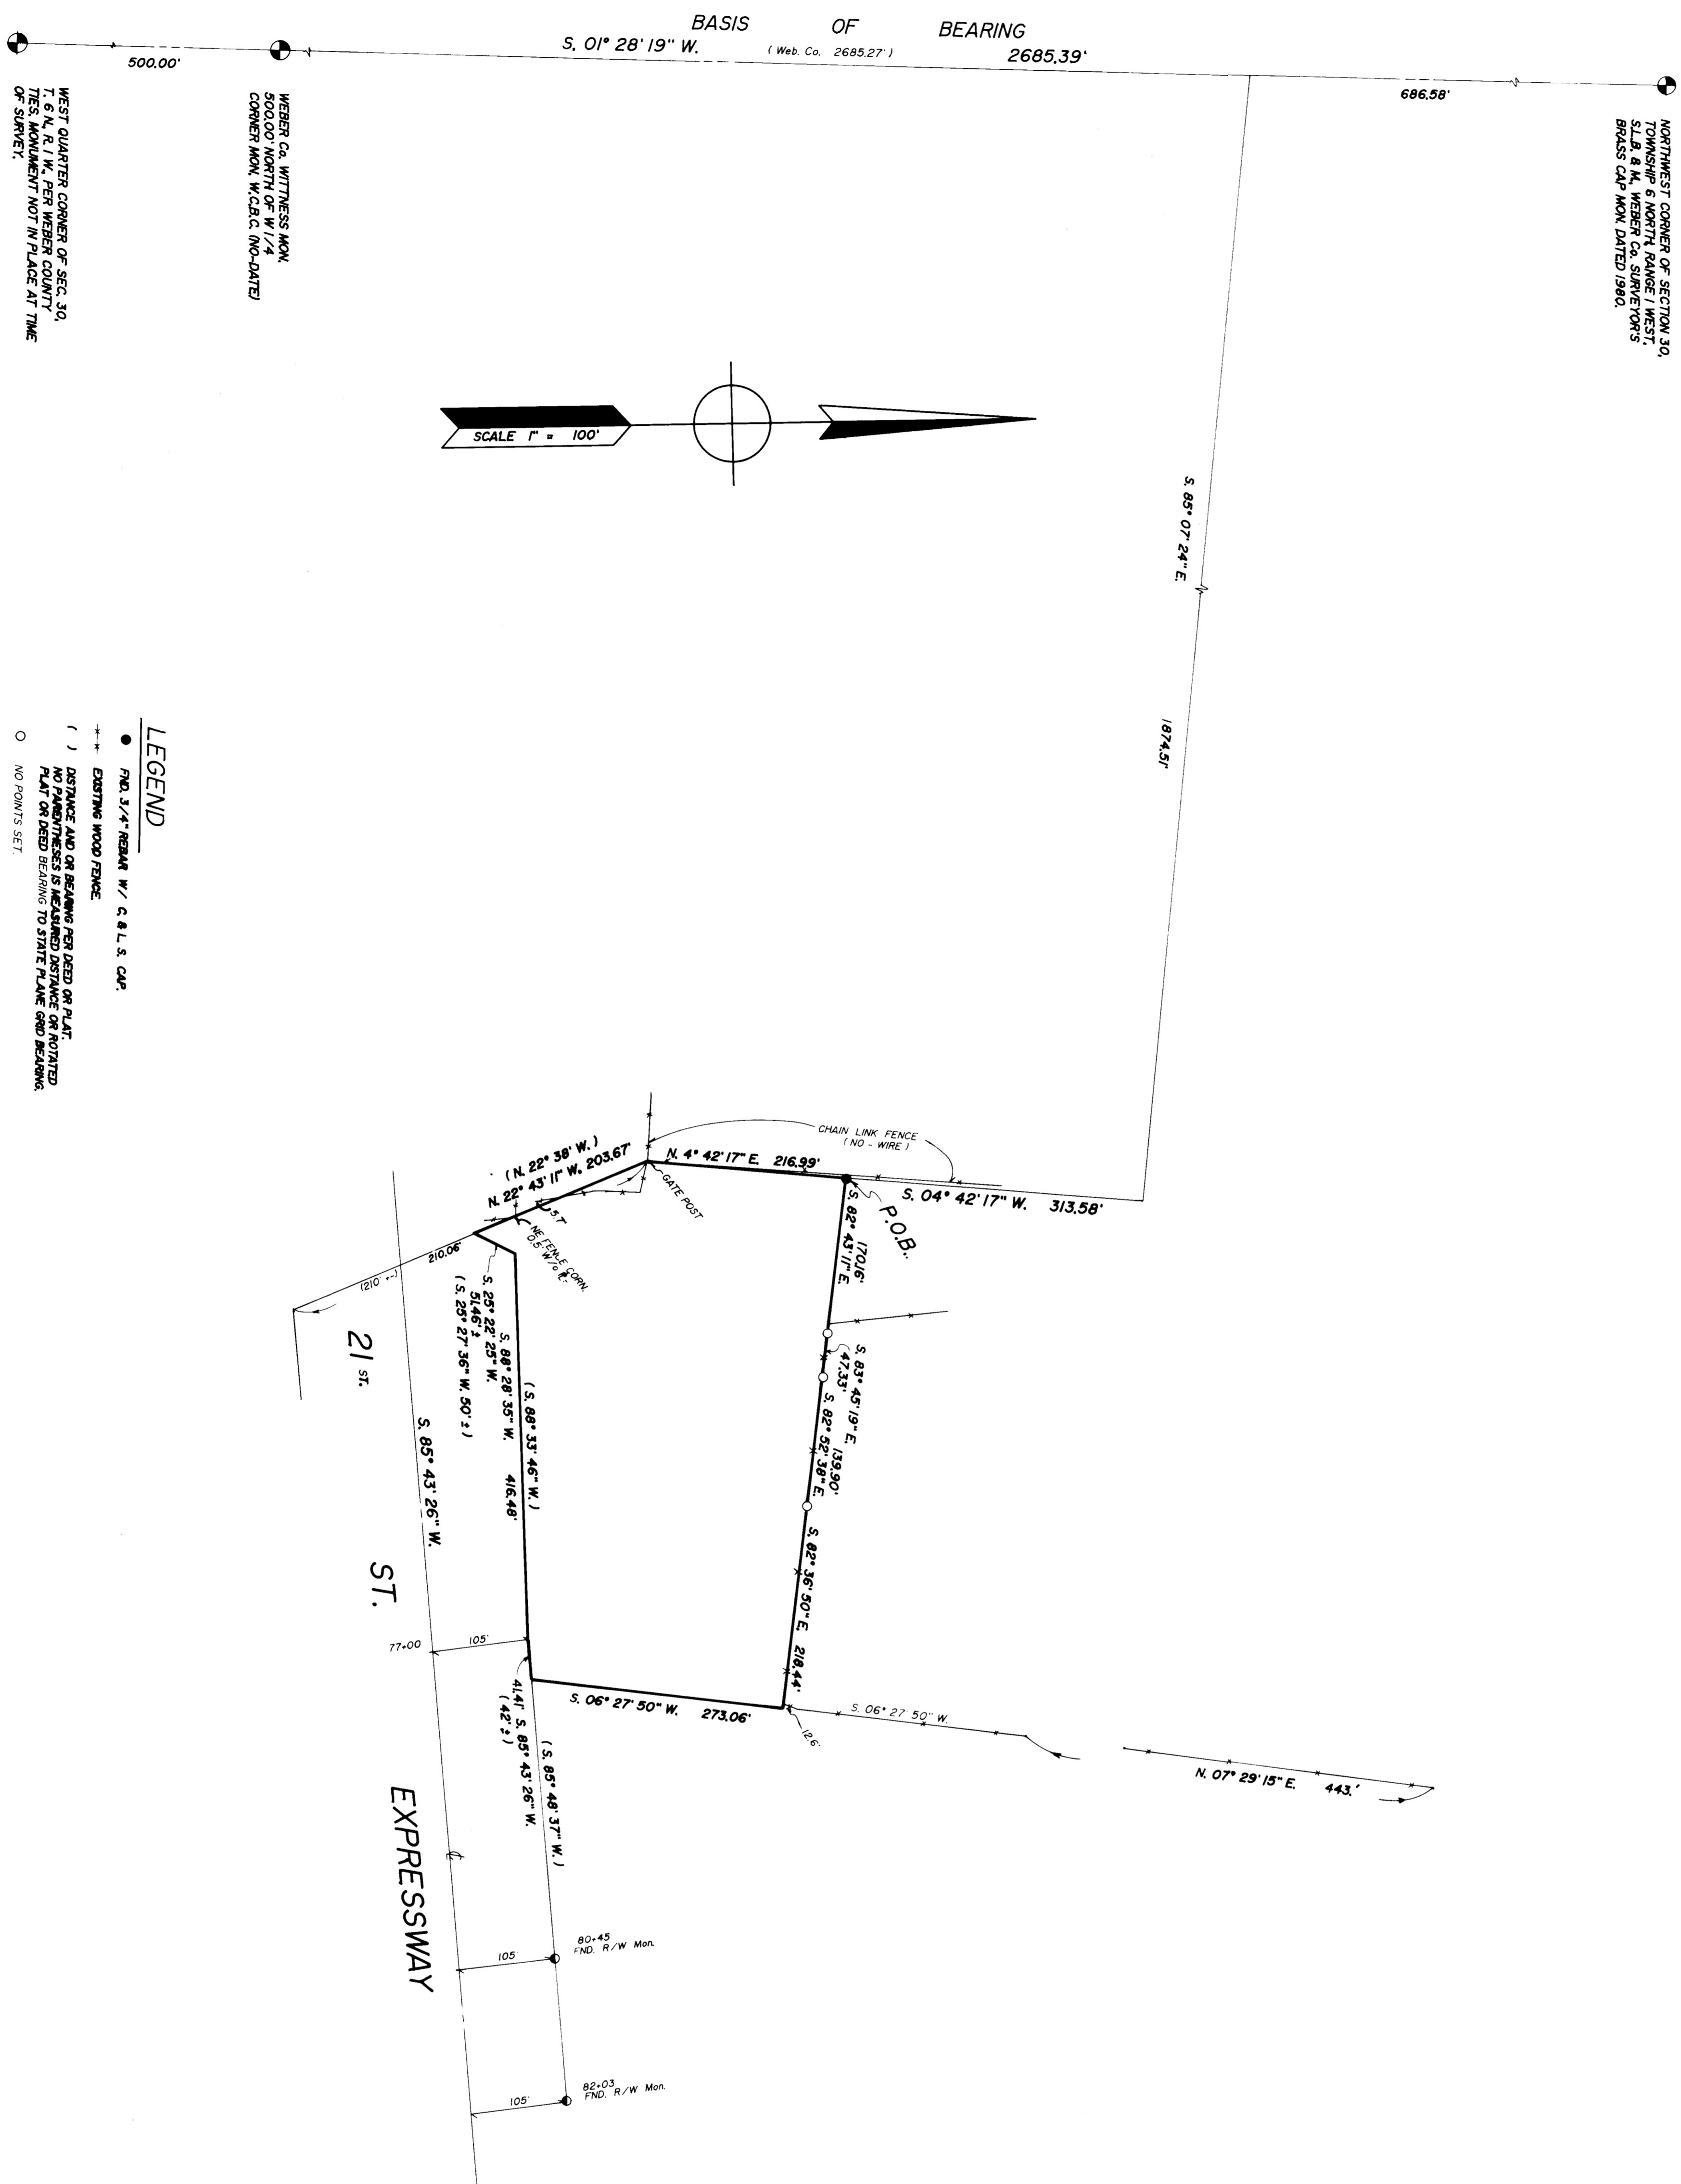 BASIS OF BEARING
S. 01° 28' 19" W. ( Web. Co. 2685.27' ) 2685.39'
500.00'
686.58'
NORTHWEST CORNER OF SECTION 30,
TOWNSHIP 6 NORTH, RANGE 1 WEST,
S.L.B. & M., WEBER Co. SURVEYOR'S
BRASS CAP MON. DATED 1980.
WEBER Co. WITTNESS MON.
500.00' NORTH OF W 1/4
CORNER MON. W.C.B.C. (NO-DATE)
WEST QUARTER CORNER OF SEC. 30,
T. 6 N., R. 1 W., PER WEBER COUNTY
TIES. MONUMENT NOT IN PLACE AT TIME
OF SURVEY.
SCALE 1" = 100'
S. 85° 07' 24" E.
1874.51'
LEGEND
FND. 3/4" REBAR W/ G. & L. S. CAP.
EXISTING WOOD FENCE.
( ) DISTANCE AND OR BEARING PER DEED OR PLAT.
NO PARENTHESES IS MEASURED DISTANCE OR ROTATED
PLAT OR DEED BEARING TO STATE PLANE GRID BEARING.
NO POINTS SET.
CHAIN LINK FENCE
( NO - WIRE )
( N. 22° 38' W. )
N. 22° 43' 11" W. 203.67'
N. 4° 42' 17" E. 216.99'
S. 04° 42' 17" W. 313.58'
GATE POST
P.O.B.
5.7'
NE FENCE CORN.
0.5' W/o
210.06'
(210' +-)
S. 25° 22' 25" W.
51.46' ±
( S. 25° 27' 36" W. 50' ± )
170.16'
S. 82° 43' 11" E.
S. 83° 45' 19" E.
47.33'
139.90'
S. 82° 52' 38" E.
S. 82° 36' 50" E. 218.44'
( S. 88° 33' 46" W. )
S. 88° 28' 35" W. 416.48'
21 ST.
S. 85° 43' 26" W.
ST.
77+00
105'
S. 06° 27' 50" W. 273.06'
12.6'
S. 06° 27' 50" W.
N. 07° 29' 15" E. 443.'
41.41' S. 85° 43' 26" W.
( 42' ± )
( S. 85° 48' 37" W. )
EXPRESSWAY
80+45
FND. R/W Mon.
105'
82+03
FND. R/W Mon.
105'